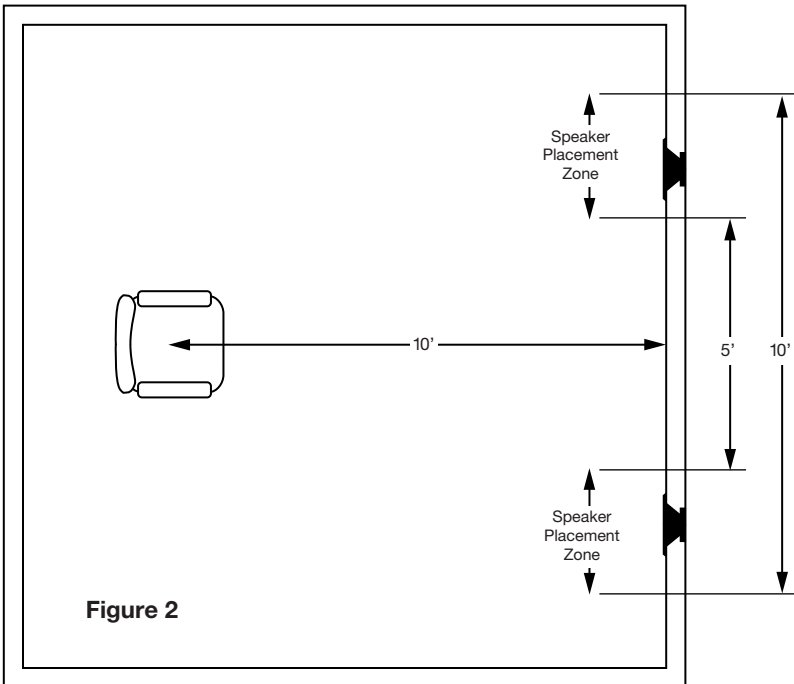 Speaker
Placement
Zone
10’
5’
10’
Speaker
Placement
Zone
Figure 2